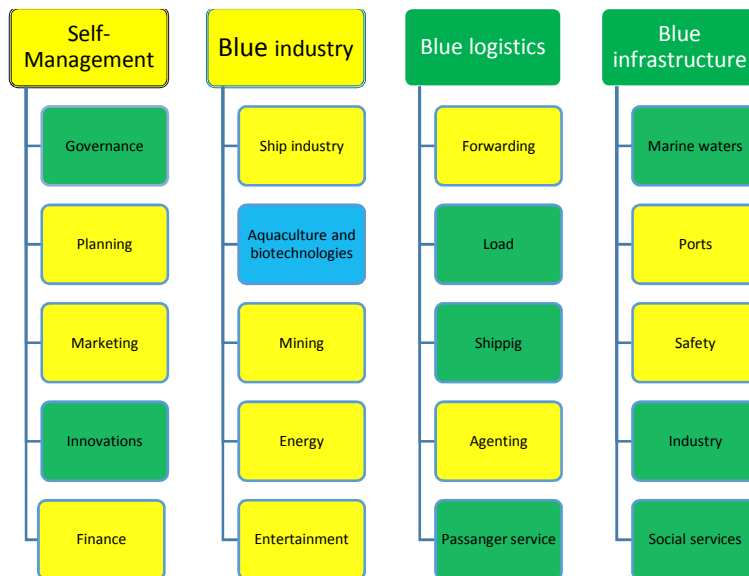 Self-
Management
Governance
Planning
Marketing
Innovations
Finance
Blue industry
Ship industry
Aquaculture and
biotechnologies
Mining
Energy
Entertainment
Blue logistics
Forwarding
Load
Shippig
Agenting
Passanger service
Blue
infrastructure
Marine waters
Ports
Safety
Industry
Social services